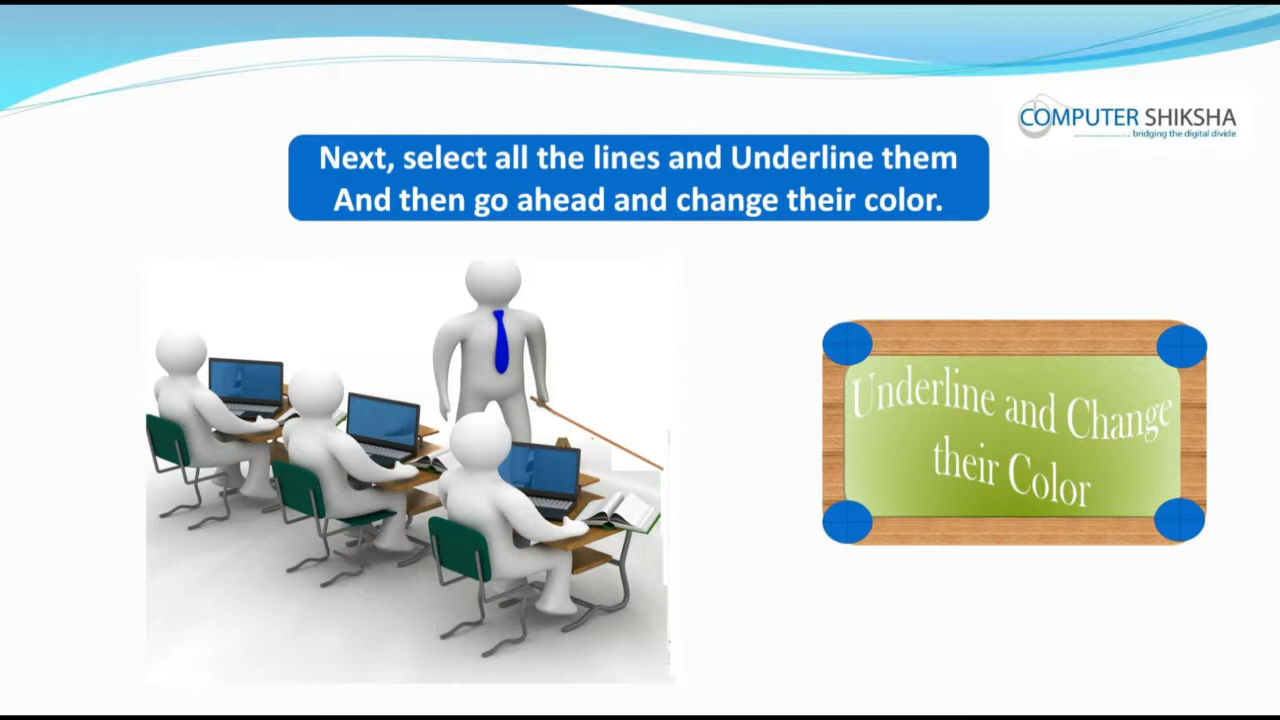 COMPUTER SHIKSHA
bridging the digital divide
Next, select all the lines and Underline them
And then go ahead and change their color.
Underline and Change
their Color